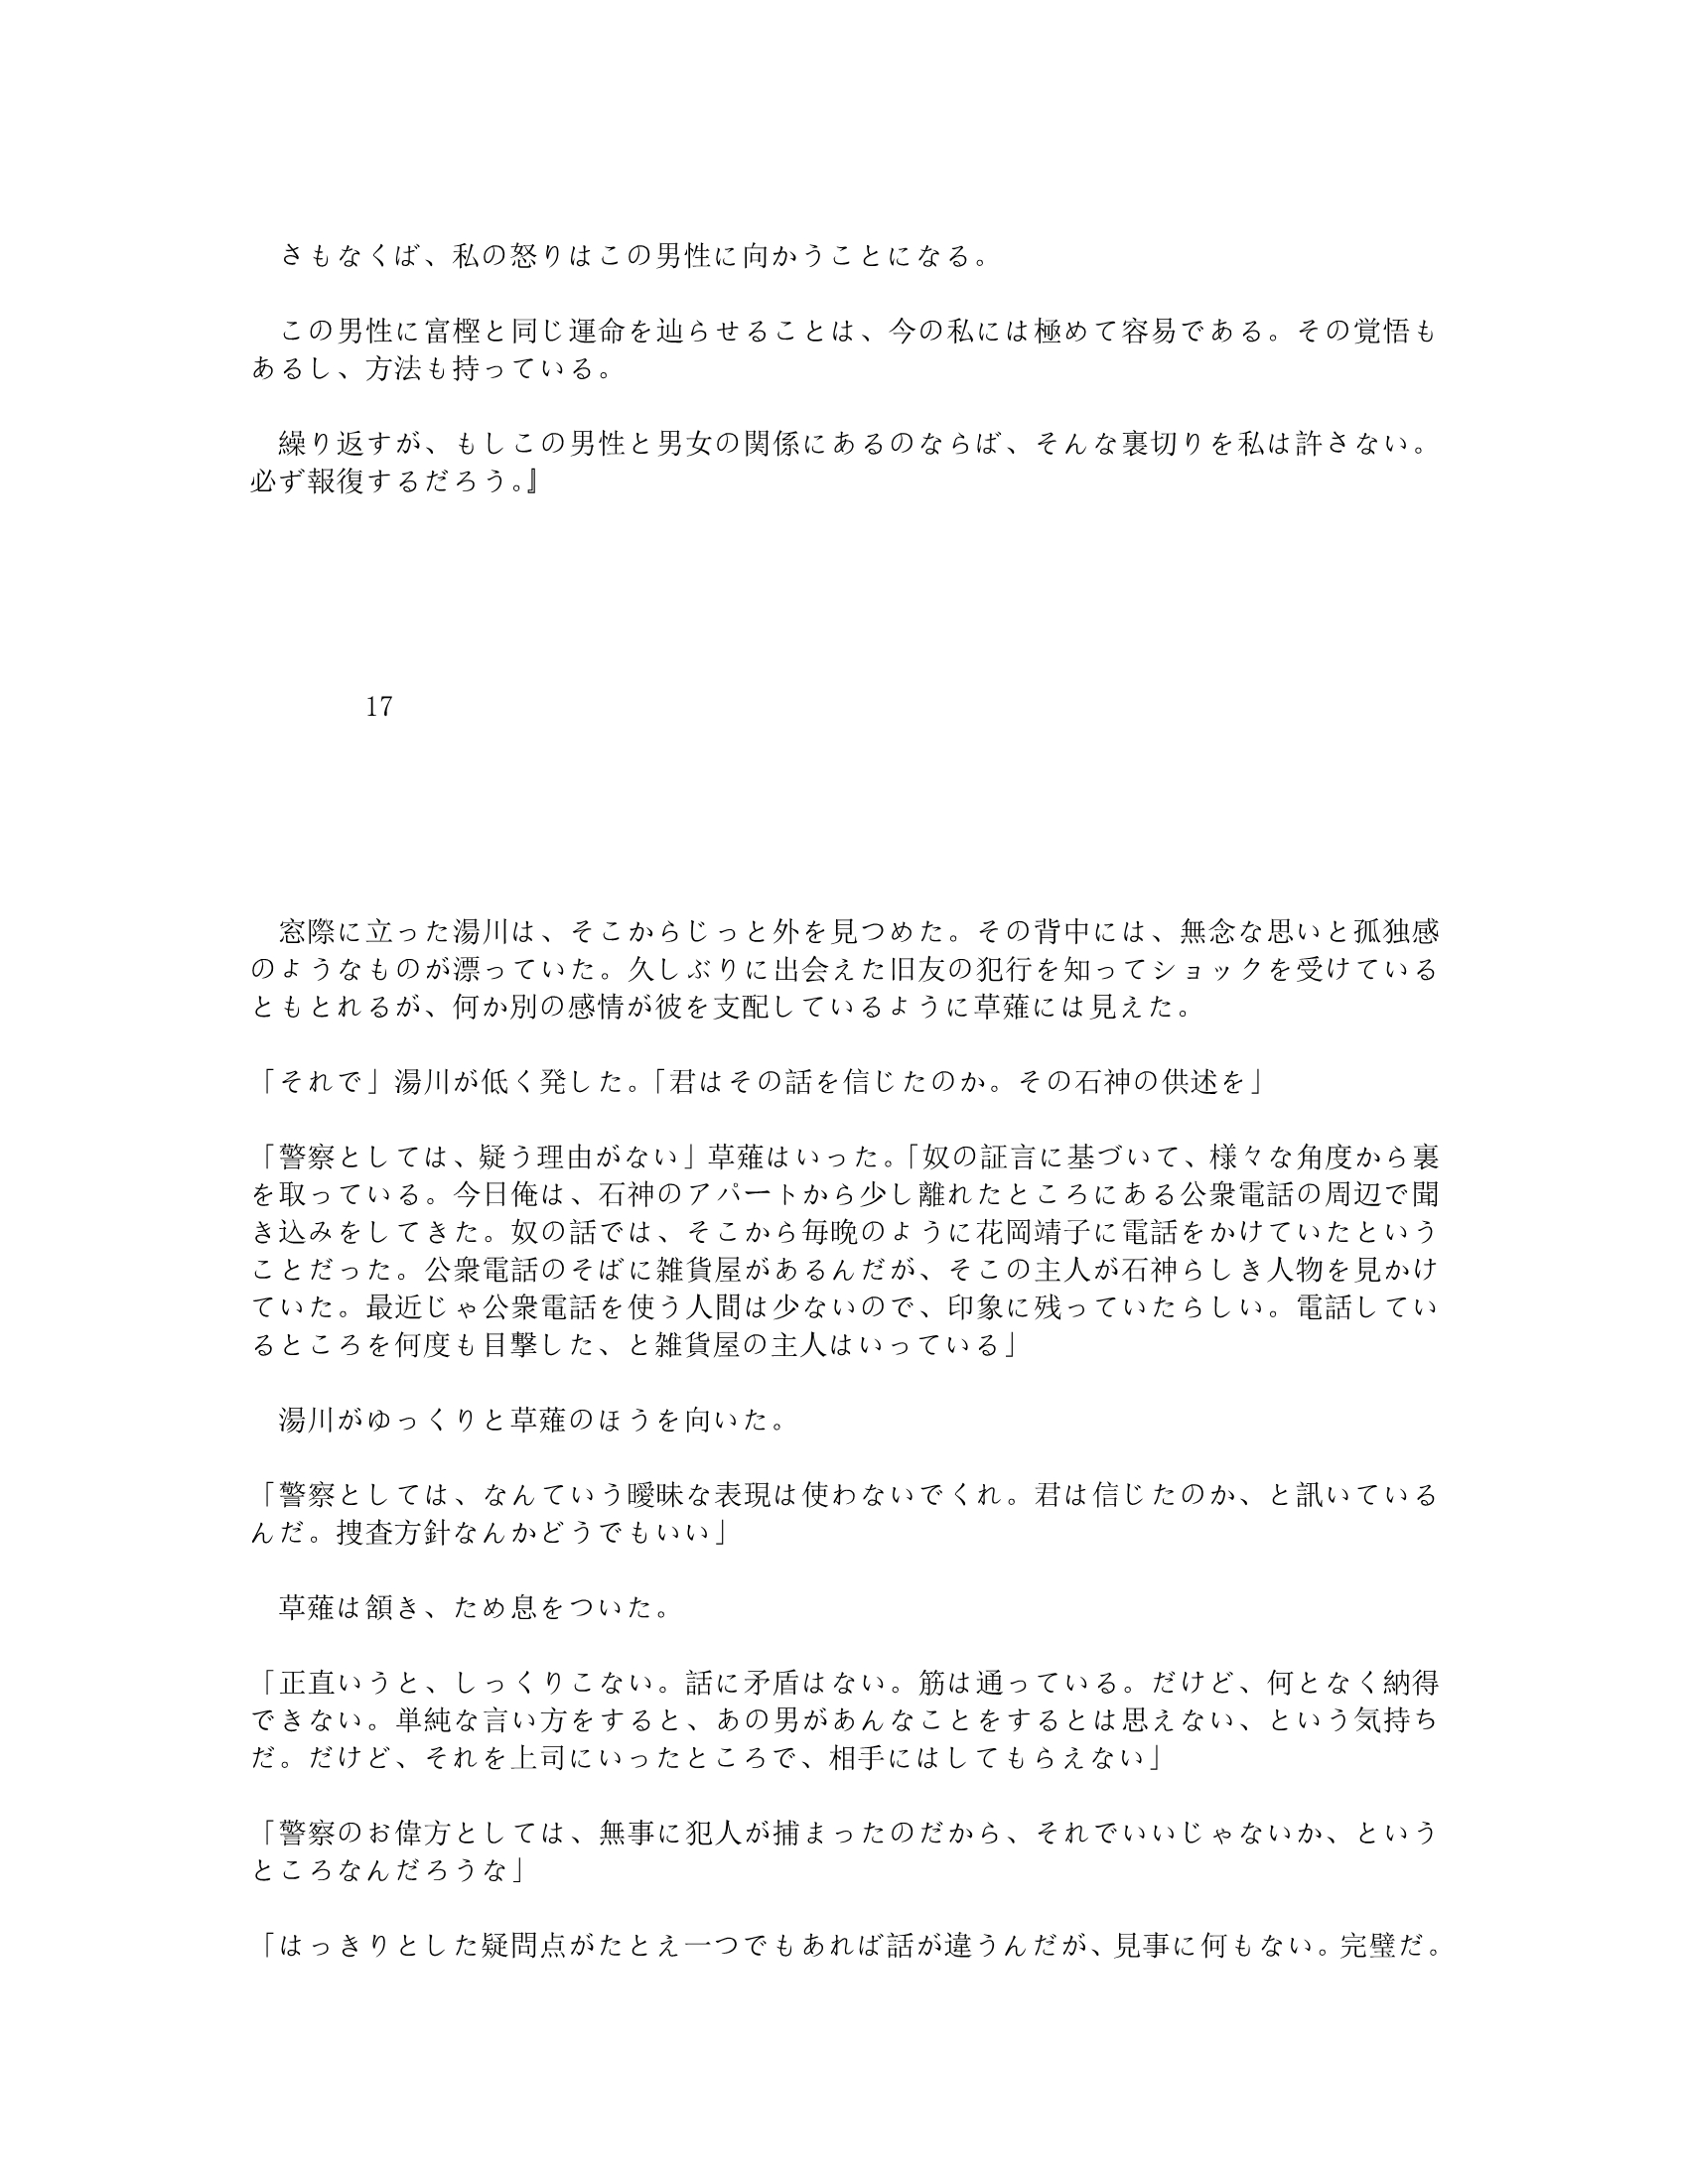 さもなくば、私の怒りはこの男性に向かうことになる。
この男性に富樫と同じ運命を辿らせることは、今の私には極めて容易である。その覚悟も
あるし、方法も持っている。
繰り返すが、もしこの男性と男女の関係にあるのならば、そんな裏切りを私は許さない。
必ず報復するだろう。』
17
窓際に立った湯川は、そこからじっと外を見つめた。その背中には、無念な思いと孤独感
のようなものが漂っていた。久しぶりに出会えた旧友の犯行を知ってショックを受けている
ともとれるが、何か別の感情が彼を支配しているように草薙には見えた。
「それで」湯川が低く発した。「君はその話を信じたのか。その石神の供述を」
「警察としては、疑う理由がない」草薙はいった。「奴の証言に基づいて、様々な角度から裏
を取っている。今日俺は、石神のアパートから少し離れたところにある公衆電話の周辺で聞
き込みをしてきた。奴の話では、そこから毎晩のように花岡靖子に電話をかけていたという
ことだった。公衆電話のそばに雑貨屋があるんだが、そこの主人が石神らしき人物を見かけ
ていた。最近じゃ公衆電話を使う人間は少ないので、印象に残っていたらしい。電話してい
るところを何度も目撃した、と雑貨屋の主人はいっている」
湯川がゆっくりと草薙のほうを向いた。
「警察としては、なんていう曖昧な表現は使わないでくれ。君は信じたのか、と訊いている
んだ。捜査方針なんかどうでもいい」
草薙は頷き、ため息をついた。
「正直いうと、しっくりこない。話に矛盾はない。筋は通っている。だけど、何となく納得
できない。単純な言い方をすると、あの男があんなことをするとは思えない、という気持ち
だ。だけど、それを上司にいったところで、相手にはしてもらえない」
「警察のお偉方としては、無事に犯人が捕まったのだから、それでいいじゃないか、という
ところなんだろうな」
「はっきりとした疑問点がたとえ一つでもあれば話が違うんだが、見事に何もない。完璧だ。